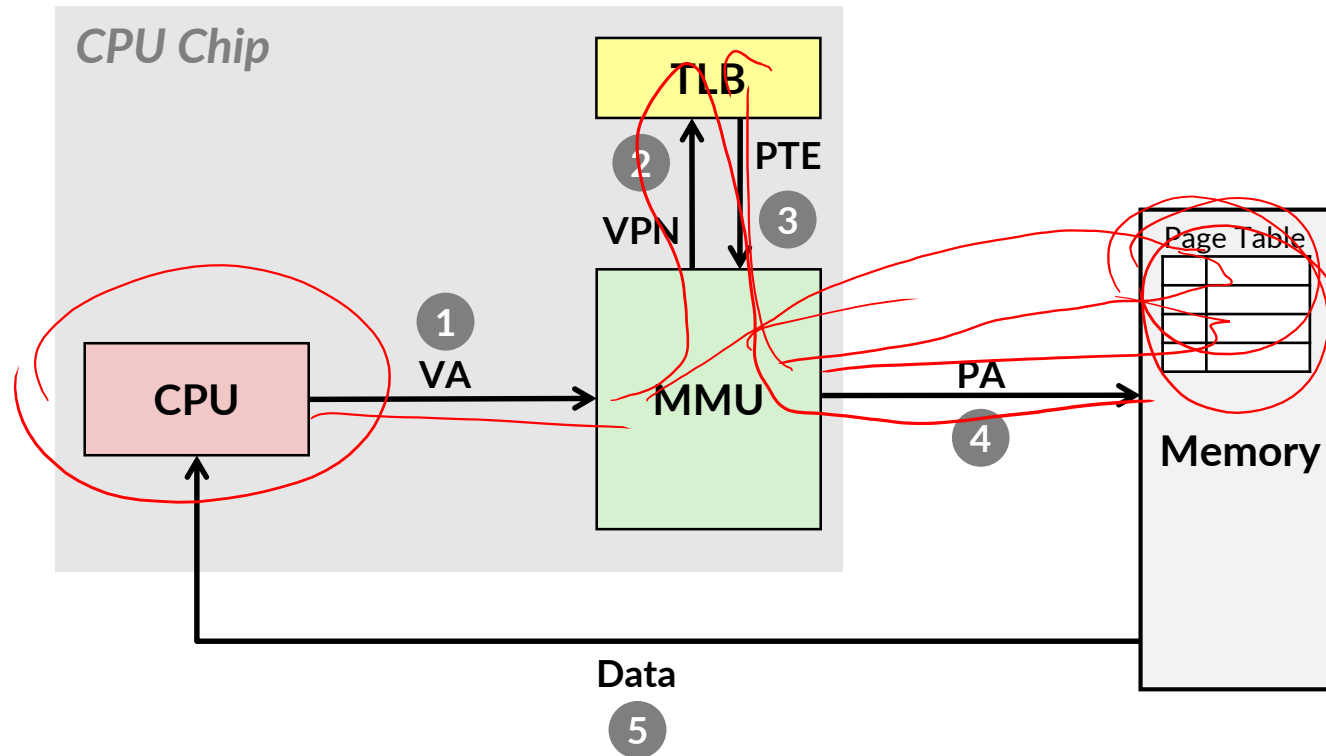 CPU Chip
TLB
2
PTE
VPN
3
Page Table
1
VA
CPU
MMU
PA
4
Memory
Data
5